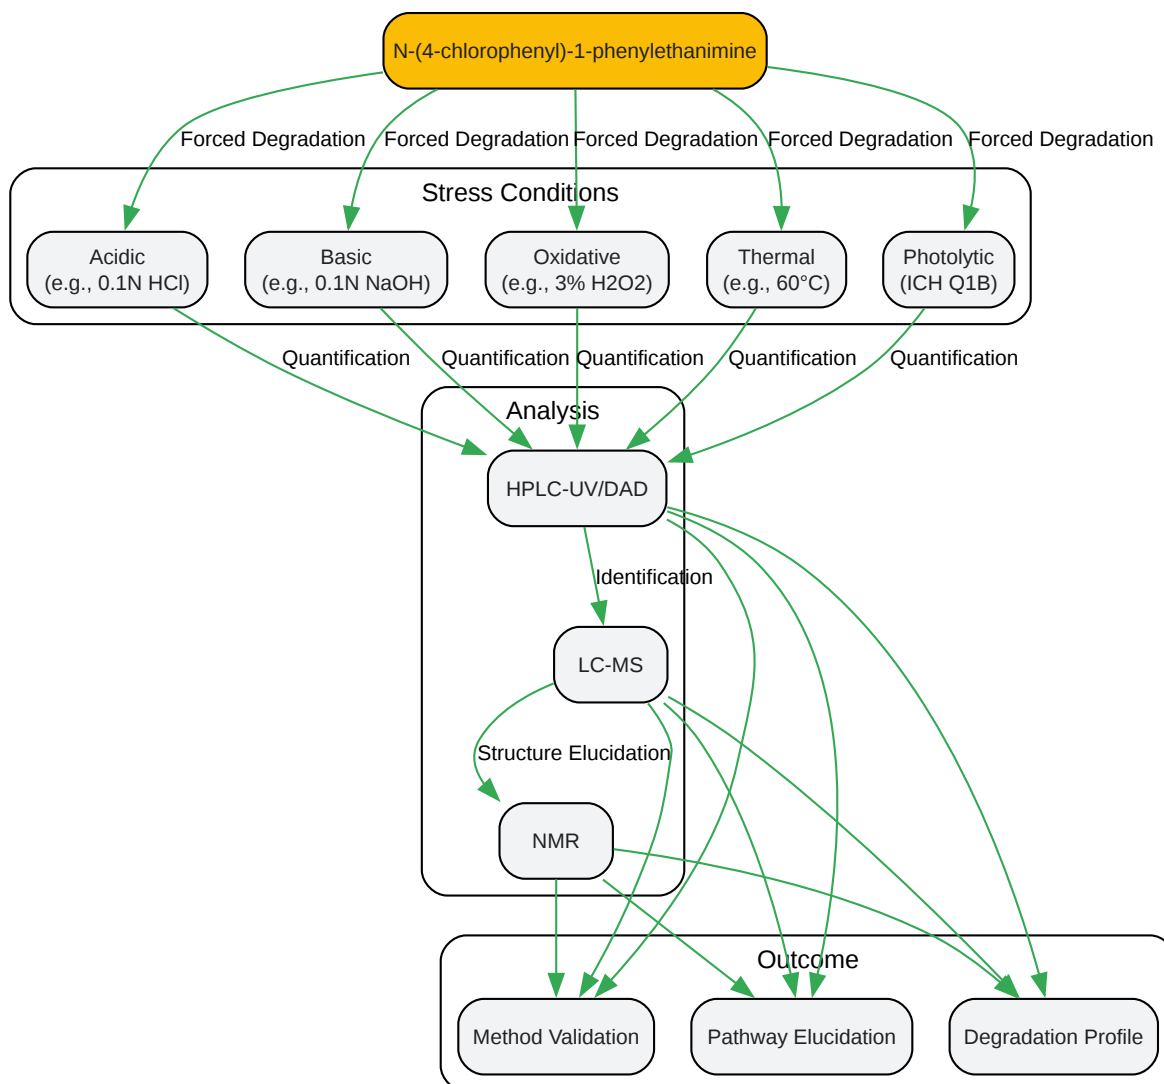 N-(4-chlorophenyl)-1-phenylethanimine
Forced Degradation
Forced Degradation
Forced Degradation
Forced Degradation
Forced Degradation
Stress Conditions
Acidic
(e.g., 0.1N HCl)
Basic
(e.g., 0.1N NaOH)
Oxidative
(e.g., 3% H2O2)
Thermal
(e.g., 60°C)
Photolytic
(ICH Q1B)
Quantification
Quantification
Quantification
Quantification
Quantification
Analysis
HPLC-UV/DAD
Identification
LC-MS
Structure Elucidation
NMR
Outcome
Method Validation
Pathway Elucidation
Degradation Profile